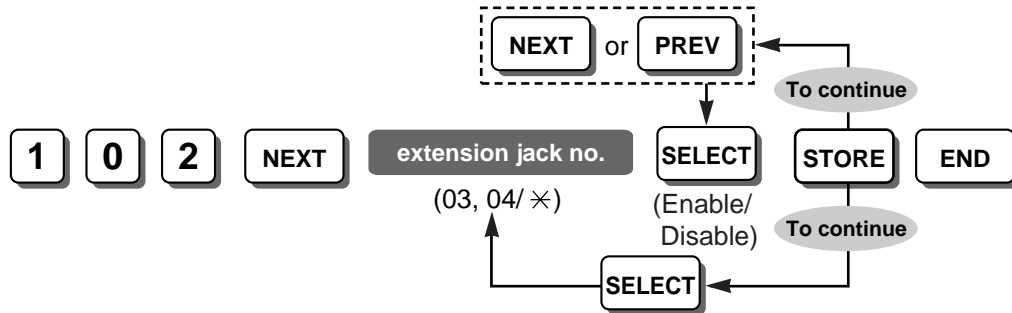 NEXT or PREV
To continue
1 0 2 NEXT extension jack no. SELECT STORE END
(03, 04/ ✳)
(Enable/
Disable)
To continue
SELECT